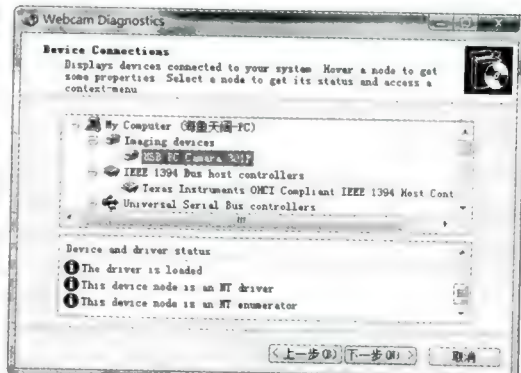 Webcam Diagnostics
Device Connections
Displays devices connected to your system Hover a node to get
some properties Select a node to get its status and access a
context-menu
My Computer (海 天 -PC)
Imaging devices
USB PC Camera 301P
IEEE 1394 Bus host controllers
Texas Instruments OHCI Compliant IEEE 1394 Host Cont
Universal Serial Bus controllers
Device and driver status
The driver is loaded
This device node is an NT driver
This device node is an NT enumerator
<上一步(B) 下一步(N)> 取消